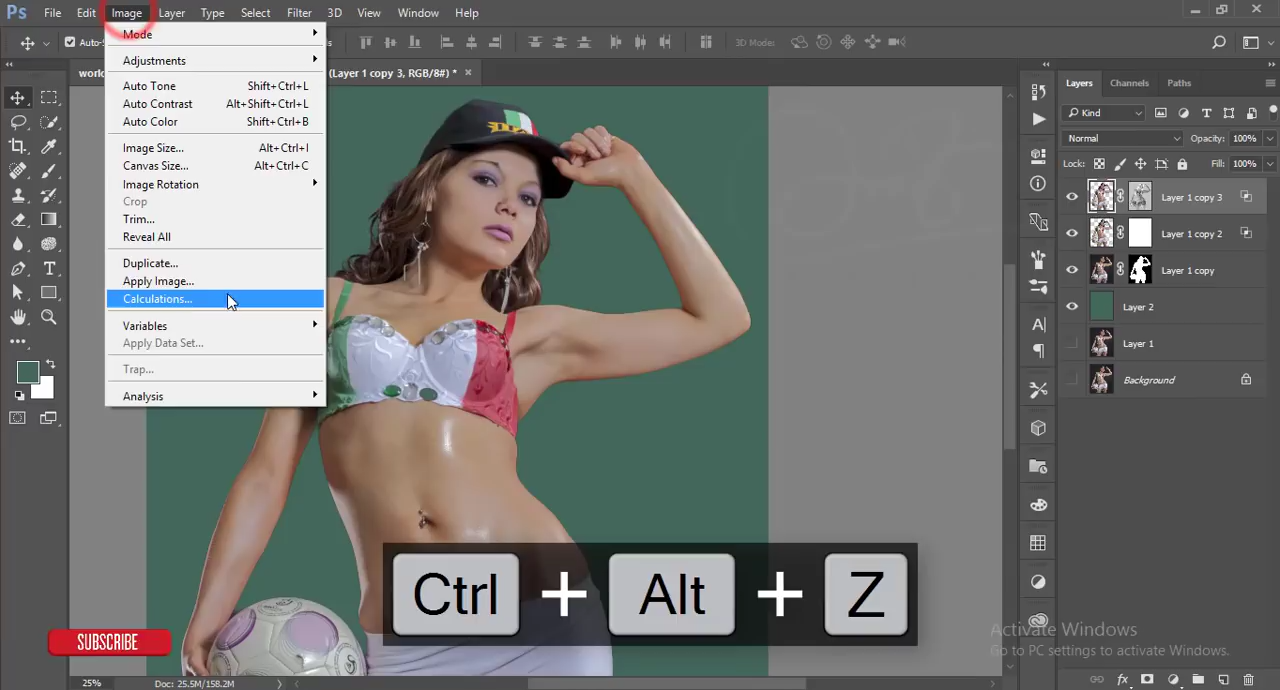 Ps File Edit Image Layer Type Select Filter 3D View Window Help
Auto-S 3D Mode:
worl (Layer 1 copy 3, RGB/8#) * ×
Mode
Adjustments
Auto Tone Shift+Ctrl+L
Auto Contrast Alt+Shift+Ctrl+L
Auto Color Shift+Ctrl+B
Image Size... Alt+Ctrl+I
Canvas Size... Alt+Ctrl+C
Image Rotation
Crop
Trim...
Reveal All
Duplicate...
Apply Image...
Calculations...
Variables
Apply Data Set...
Trap...
Analysis
Layers Channels Paths
Kind
Normal Opacity: 100%
Lock: Fill: 100%
Layer 1 copy 3
Layer 1 copy 2
Layer 1 copy
Layer 2
Layer 1
Background
Ctrl + Alt + Z
SUBSCRIBE
Activate Windows
Go to PC settings to activate Windows.
25% Doc: 25.5M/158.2M